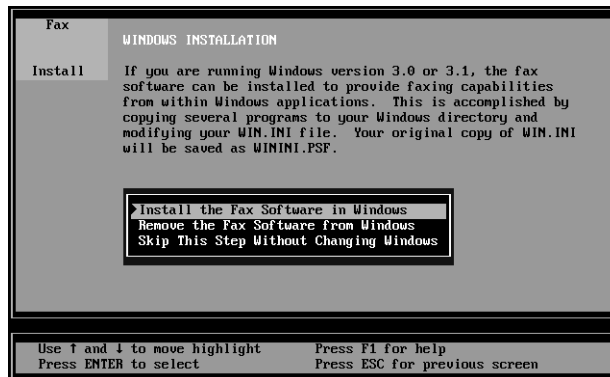 Fax
WINDOWS INSTALLATION
Install
If you are running Windows version 3.0 or 3.1, the fax
software can be installed to provide faxing capabilities
from within Windows applications. This is accomplished by
copying several programs to your Windows directory and
modifying your WIN.INI file. Your original copy of WIN.INI
will be saved as WININI.PSF.
Install the Fax Software in Windows
Remove the Fax Software from Windows
Skip This Step Without Changing Windows
Use ↑ and ↓ to move highlight Press F1 for help
Press ENTER to select Press ESC for previous screen